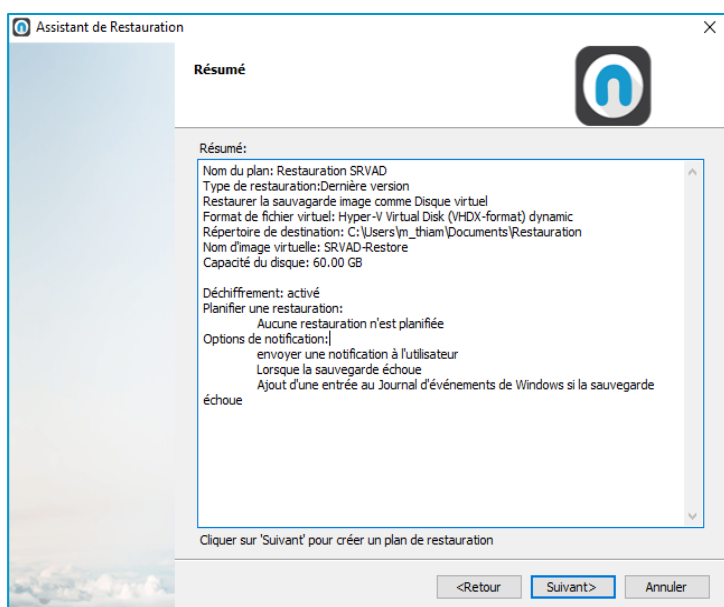 Assistant de Restauration
Résumé
Résumé:
Nom du plan: Restauration SRVAD
Type de restauration:Dernière version
Restaurer la sauvagarde image comme Disque virtuel
Format de fichier virtuel: Hyper-V Virtual Disk (VHDX-format) dynamic
Répertoire de destination: C:\Users\m_thiam\Documents\Restauration
Nom d'image virtuelle: SRVAD-Restore
Capacité du disque: 60.00 GB
Déchiffrement: activé
Planifier une restauration:
Aucune restauration n'est planifiée
Options de notification:
envoyer une notification à l'utilisateur
Lorsque la sauvegarde échoue
Ajout d'une entrée au Journal d'événements de Windows si la sauvegarde
échoue
Cliquer sur 'Suivant' pour créer un plan de restauration
<Retour
Suivant>
Annuler